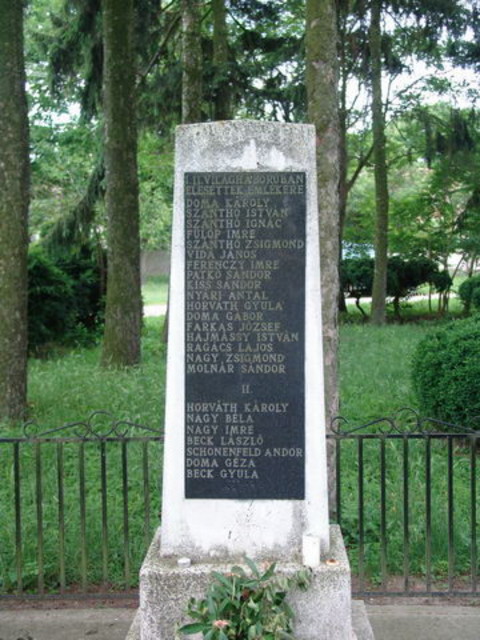 I. II. VILÁGHÁBORUBAN
ELESETTEK EMLÉKÉRE
DOMA KÁROLY
SZÁNTHÓ ISTVÁN
SZÁNTHÓ IGNÁC
FÜLÖP IMRE
SZÁNTHÓ ZSIGMOND
VIDA JÁNOS
FERENCZY IMRE
PATKÓ SÁNDOR
KISS SÁNDOR
NYÁRI ANTAL
HORVÁTH GYULA
DOMA GÁBOR
FARKAS JÓZSEF
HAJMÁSSY ISTVÁN
RAGÁCS LAJOS
NAGY ZSIGMOND
MOLNÁR SÁNDOR
II.
HORVÁTH KÁROLY
NAGY BÉLA
NAGY IMRE
BECK LÁSZLÓ
SCHÖNENFELD ANDOR
DOMA GÉZA
BECK GYULA